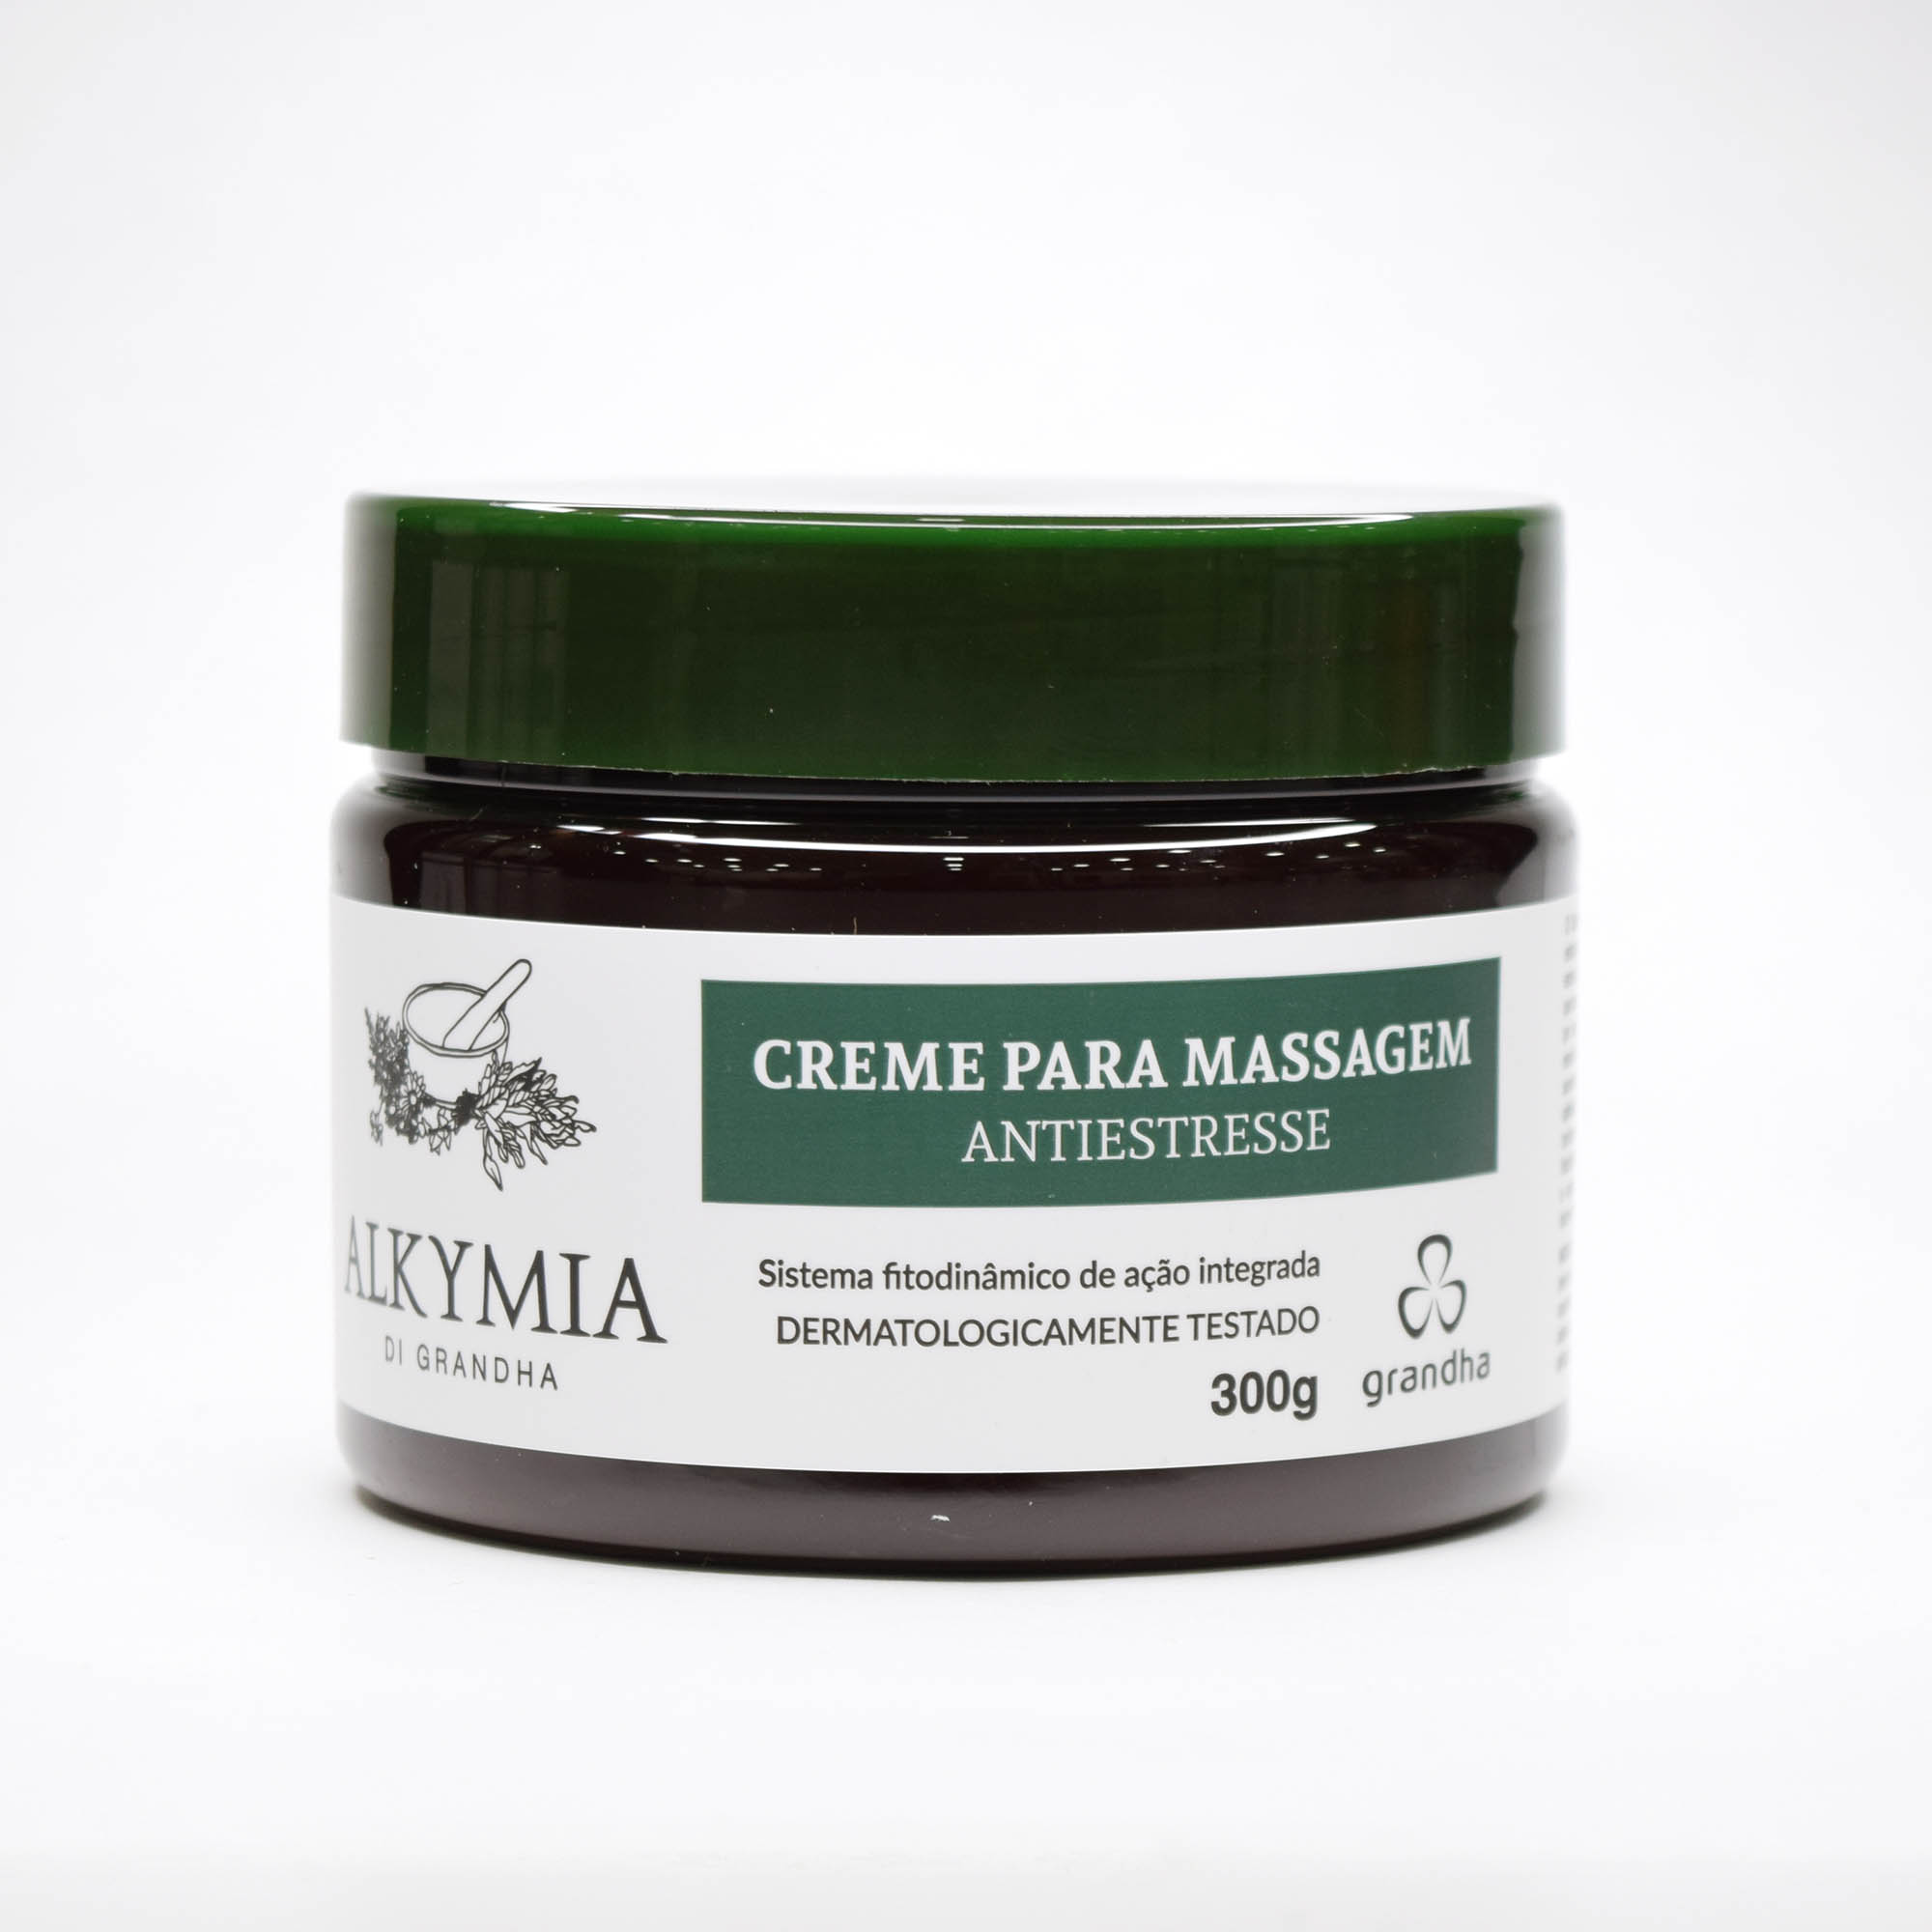 ALKYMIA
DI GRANDHA
CREME PARA MASSAGEM
ANTIESTRESSE
Sistema fitodinâmico de ação integrada
DERMATOLOGICAMENTE TESTADO
300g
grandha